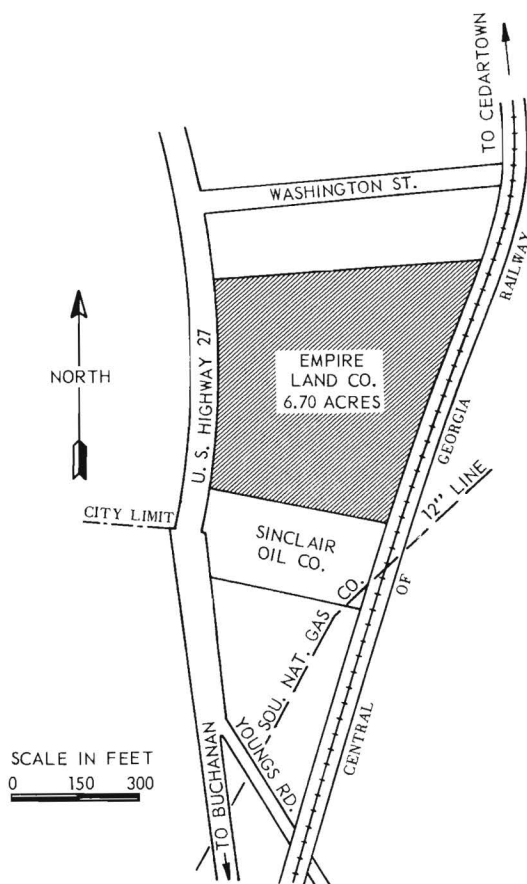 TO CEDARTOWN
WASHINGTON ST.
NORTH
U. S. HIGHWAY 27
EMPIRE
LAND CO.
6.70 ACRES
CENTRAL OF GEORGIA RAILWAY
CITY LIMIT
SINCLAIR
OIL CO.
SOU. NAT. GAS CO. 12" LINE
YOUNGS RD.
TO BUCHANAN
SCALE IN FEET
0 150 300